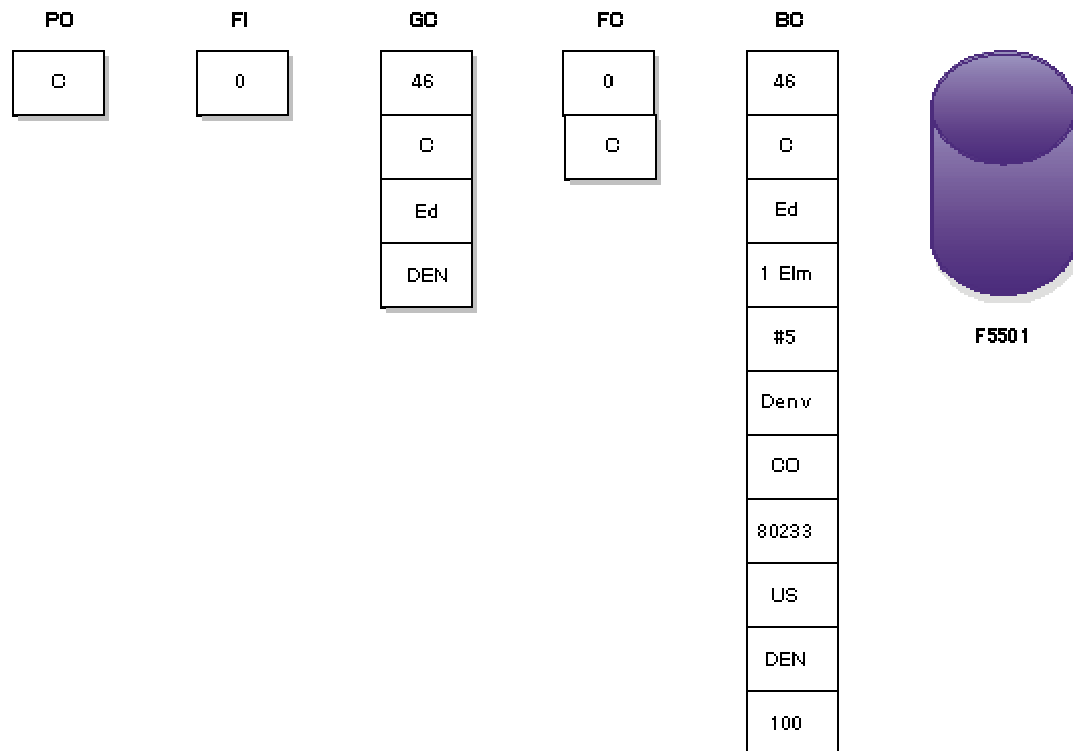 PO FI GC FC BC
C 0 46 0 46
C C C
Ed Ed
DEN 1 Elm
#5
F5501
Denv
CO
80233
US
DEN
100